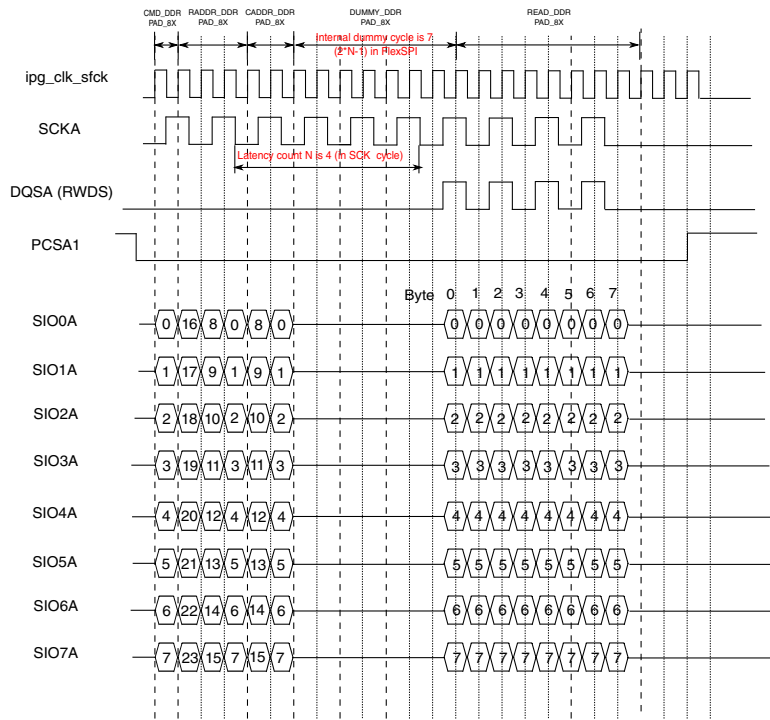 CMD_DDR RADDR_DDR CADDR_DDR DUMMY_DDR READ_DDR
PAD_8X PAD_8X PAD_8X PAD_8X PAD_8X
Internal dummy cycle is 7
(2*N-1) in FlexSPI
ipg_clk_sfck
SCKA
Latency count N is 4 (in SCK cycle)
DQSA (RWDS)
PCSA1
Byte 0 1 2 3 4 5 6 7
SIO0A 0 16 8 0 8 0 0 0 0 0 0 0 0 0
SIO1A 1 17 9 1 9 1 1 1 1 1 1 1 1 1
SIO2A 2 18 10 2 10 2 2 2 2 2 2 2 2 2
SIO3A 3 19 11 3 11 3 3 3 3 3 3 3 3 3
SIO4A 4 20 12 4 12 4 4 4 4 4 4 4 4 4
SIO5A 5 21 13 5 13 5 5 5 5 5 5 5 5 5
SIO6A 6 22 14 6 14 6 6 6 6 6 6 6 6 6
SIO7A 7 23 15 7 15 7 7 7 7 7 7 7 7 7